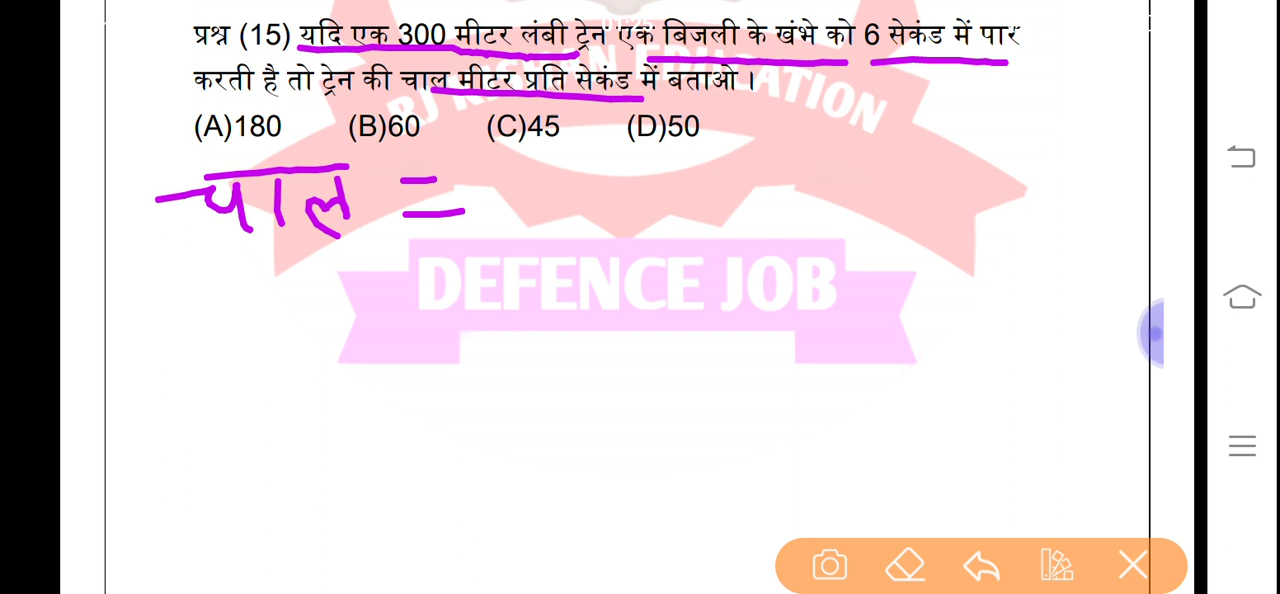 प्रश्न (15) यदि एक 300 मीटर लंबी ट्रेन एक बिजली के खंभे को 6 सेकंड में पार
करती है तो ट्रेन की चाल मीटर प्रति सेकंड में बताओ ।
(A)180 (B)60 (C)45 (D)50
चाल =
DEFENCE JOB